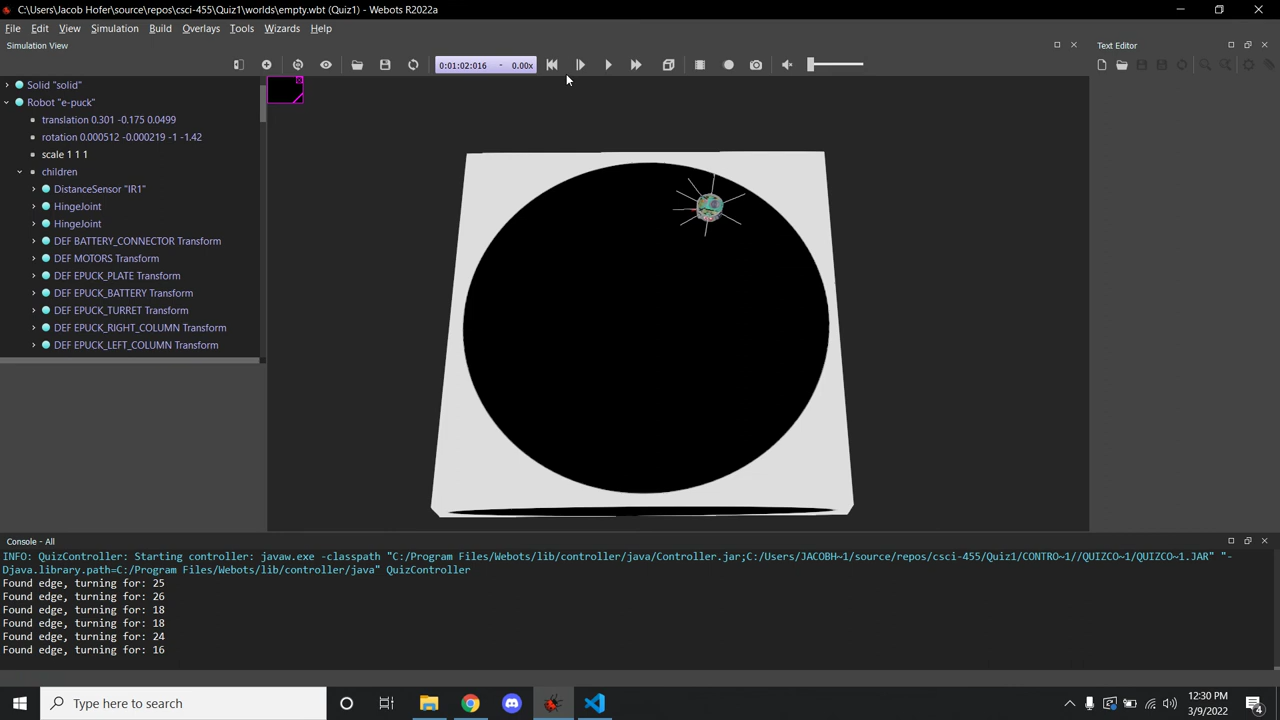 C:\Users\Jacob Hofer\source\repos\csci-455\Quiz1\worlds\empty.wbt (Quiz1) - Webots R2022a
File Edit View Simulation Build Overlays Tools Wizards Help
Simulation View
Text Editor
0:01:02:016 - 0.00x
Solid "solid"
Robot "e-puck"
translation 0.301 -0.175 0.0499
rotation 0.000512 -0.000219 -1 -1.42
scale 1 1 1
children
DistanceSensor "IR1"
HingeJoint
HingeJoint
DEF BATTERY_CONNECTOR Transform
DEF MOTORS Transform
DEF EPUCK_PLATE Transform
DEF EPUCK_BATTERY Transform
DEF EPUCK_TURRET Transform
DEF EPUCK_RIGHT_COLUMN Transform
DEF EPUCK_LEFT_COLUMN Transform
Console - All
INFO: QuizController: Starting controller: javaw.exe -classpath "C:/Program Files/Webots/lib/controller/java/Controller.jar;C:/Users/JACOBH~1/source/repos/csci-455/Quiz1/CONTRO~1//QUIZCO~1/QUIZCO~1.JAR" "-
Djava.library.path=C:/Program Files/Webots/lib/controller/java" QuizController
Found edge, turning for: 25
Found edge, turning for: 26
Found edge, turning for: 18
Found edge, turning for: 18
Found edge, turning for: 24
Found edge, turning for: 16
Type here to search
12:30 PM
3/9/2022
4